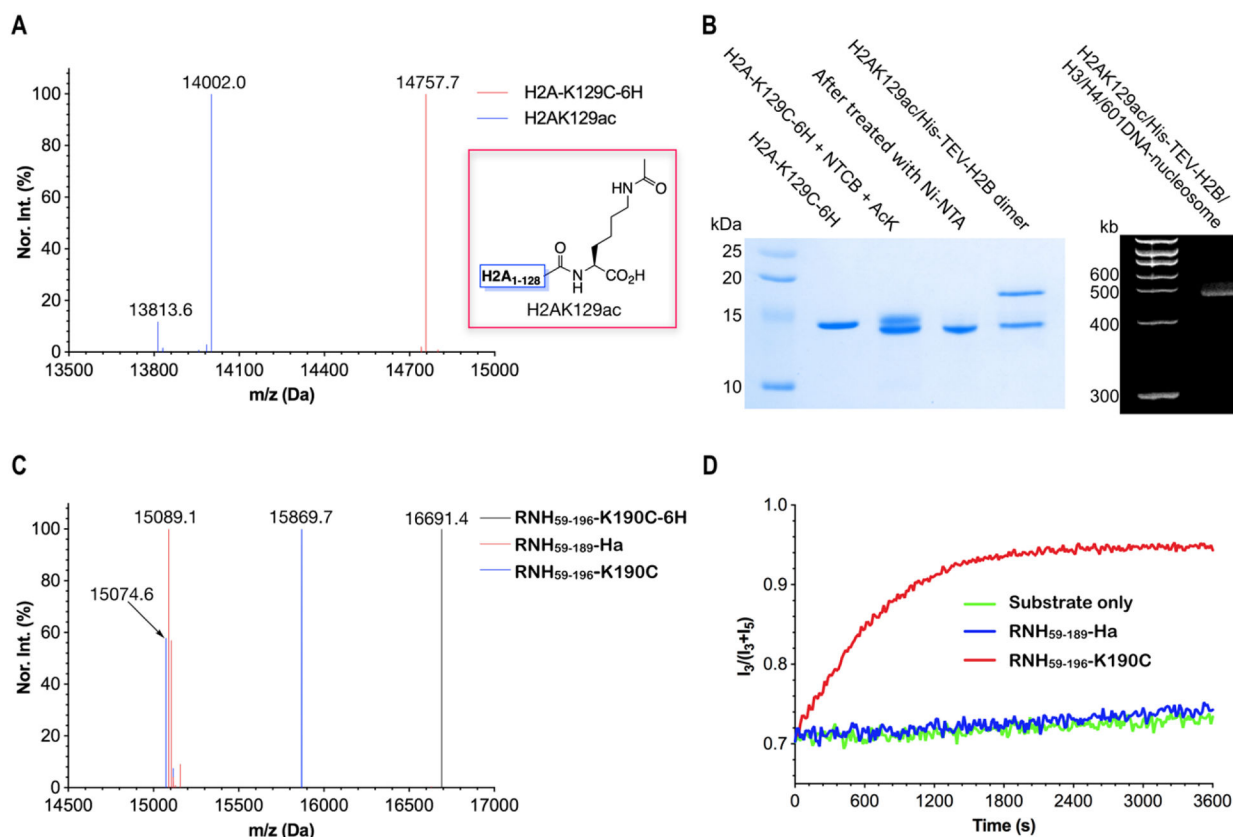 A
100
80
60
40
20
0
Nor. Int. (%)
14002.0
14757.7
13813.6
H2A-K129C-6H
H2AK129ac
HN
O
O
H2A1-128
N
H
CO2H
H2AK129ac
13500
13800
14100
14400
14700
15000
m/z (Da)
B
H2A-K129C-6H
H2A-K129C-6H + NTCB + AcK
After treated with Ni-NTA
H2AK129ac/His-TEV-H2B dimer
kDa
25
20
15
10
H2AK129ac/His-TEV-H2B/
H3/H4/601DNA-nucleosome
kb
600
500
400
300
C
100
80
60
40
20
0
Nor. Int. (%)
15089.1
15869.7
16691.4
15074.6
RNH59-196-K190C-6H
RNH59-189-Ha
RNH59-196-K190C
14500
15000
15500
16000
16500
17000
m/z (Da)
D
1.0
0.9
0.8
0.7
I3/(I3+I5)
Substrate only
RNH59-189-Ha
RNH59-196-K190C
0
600
1200
1800
2400
3000
3600
Time (s)